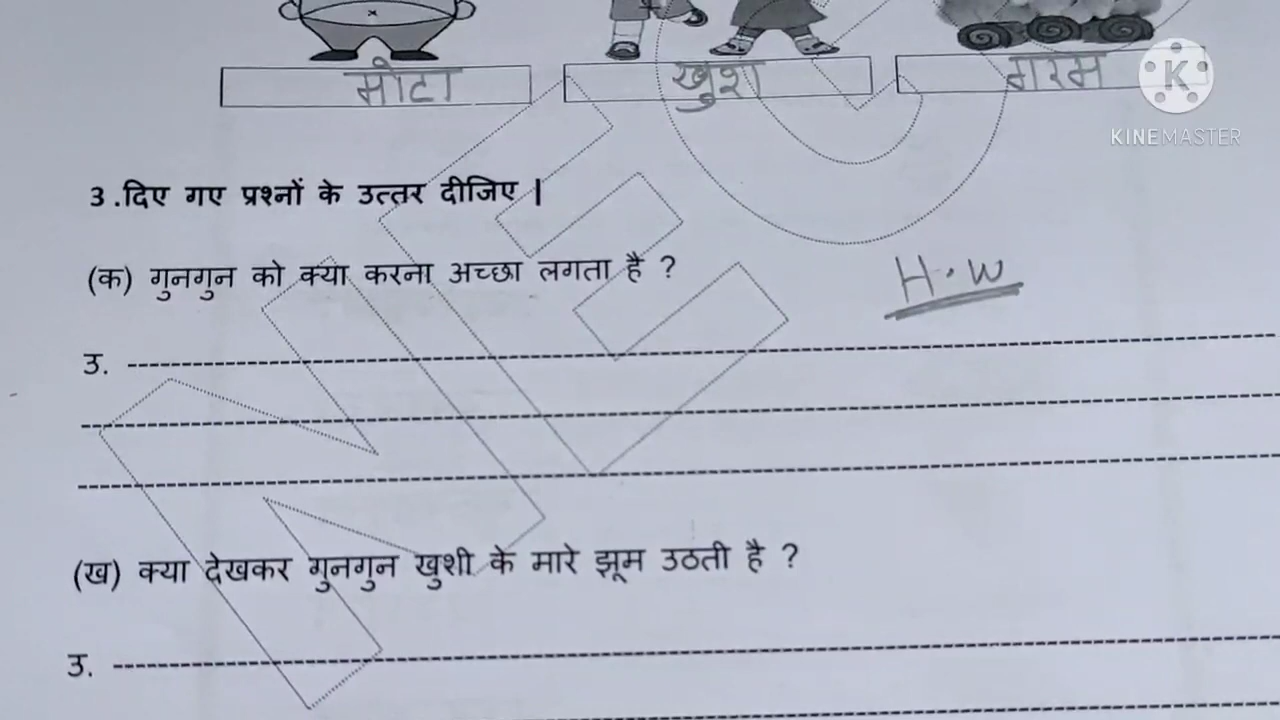 मोटा खुश गरम
KINEMASTER
3.दिए गए प्रश्नों के उत्तर दीजिए |
(क) गुनगुन को क्या करना अच्छा लगता है ?
H.W
उ.
(ख) क्या देखकर गुनगुन खुशी के मारे झूम उठती है ?
उ.